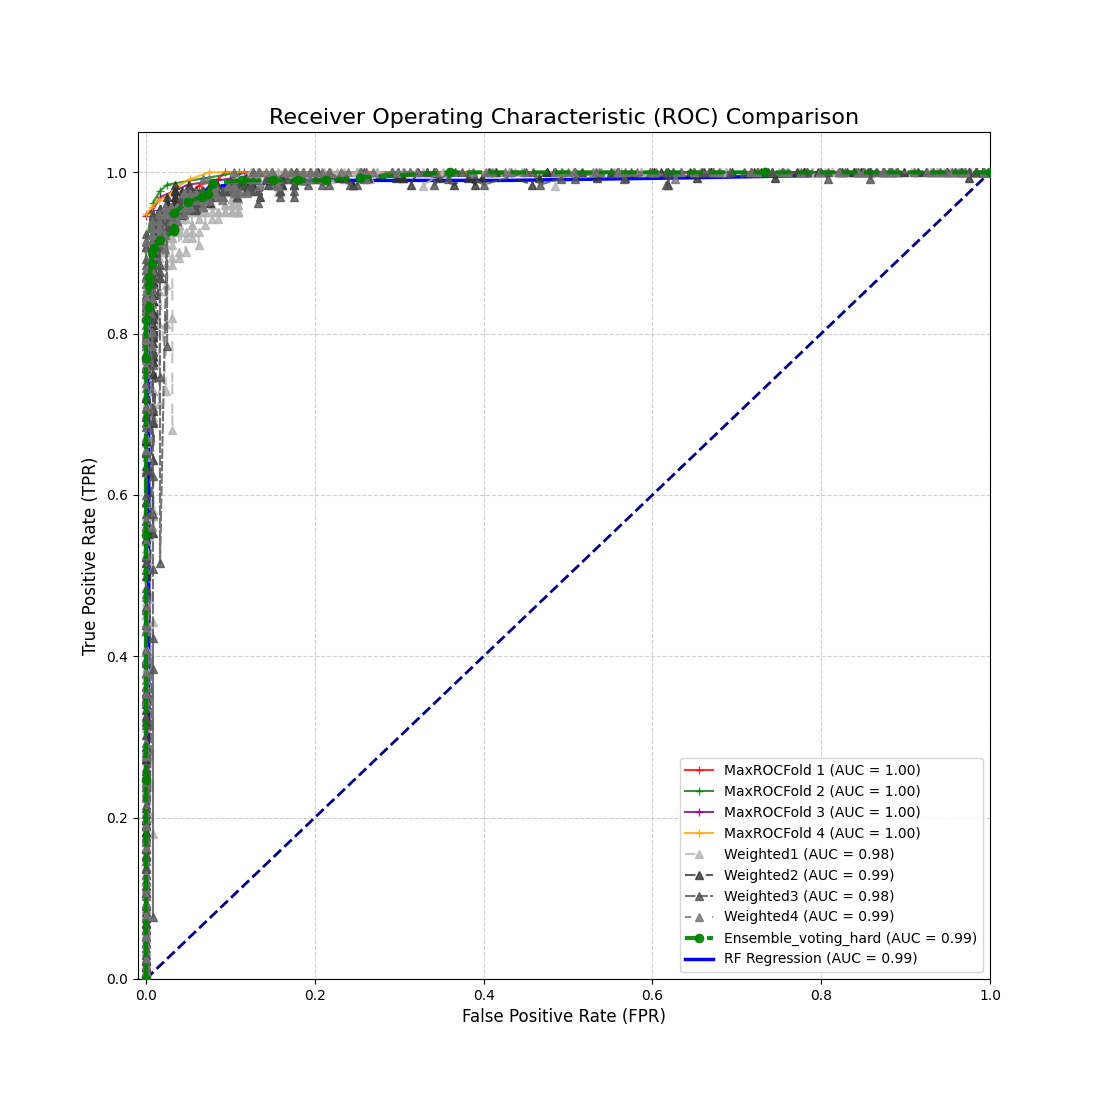 Receiver Operating Characteristic (ROC) Comparison
True Positive Rate (TPR)
1.0
0.8
0.6
0.4
0.2
0.0
0.0
0.2
0.4
0.6
0.8
1.0
False Positive Rate (FPR)
MaxROCFold 1 (AUC = 1.00)
MaxROCFold 2 (AUC = 1.00)
MaxROCFold 3 (AUC = 1.00)
MaxROCFold 4 (AUC = 1.00)
Weighted1 (AUC = 0.98)
Weighted2 (AUC = 0.99)
Weighted3 (AUC = 0.98)
Weighted4 (AUC = 0.99)
Ensemble_voting_hard (AUC = 0.99)
RF Regression (AUC = 0.99)